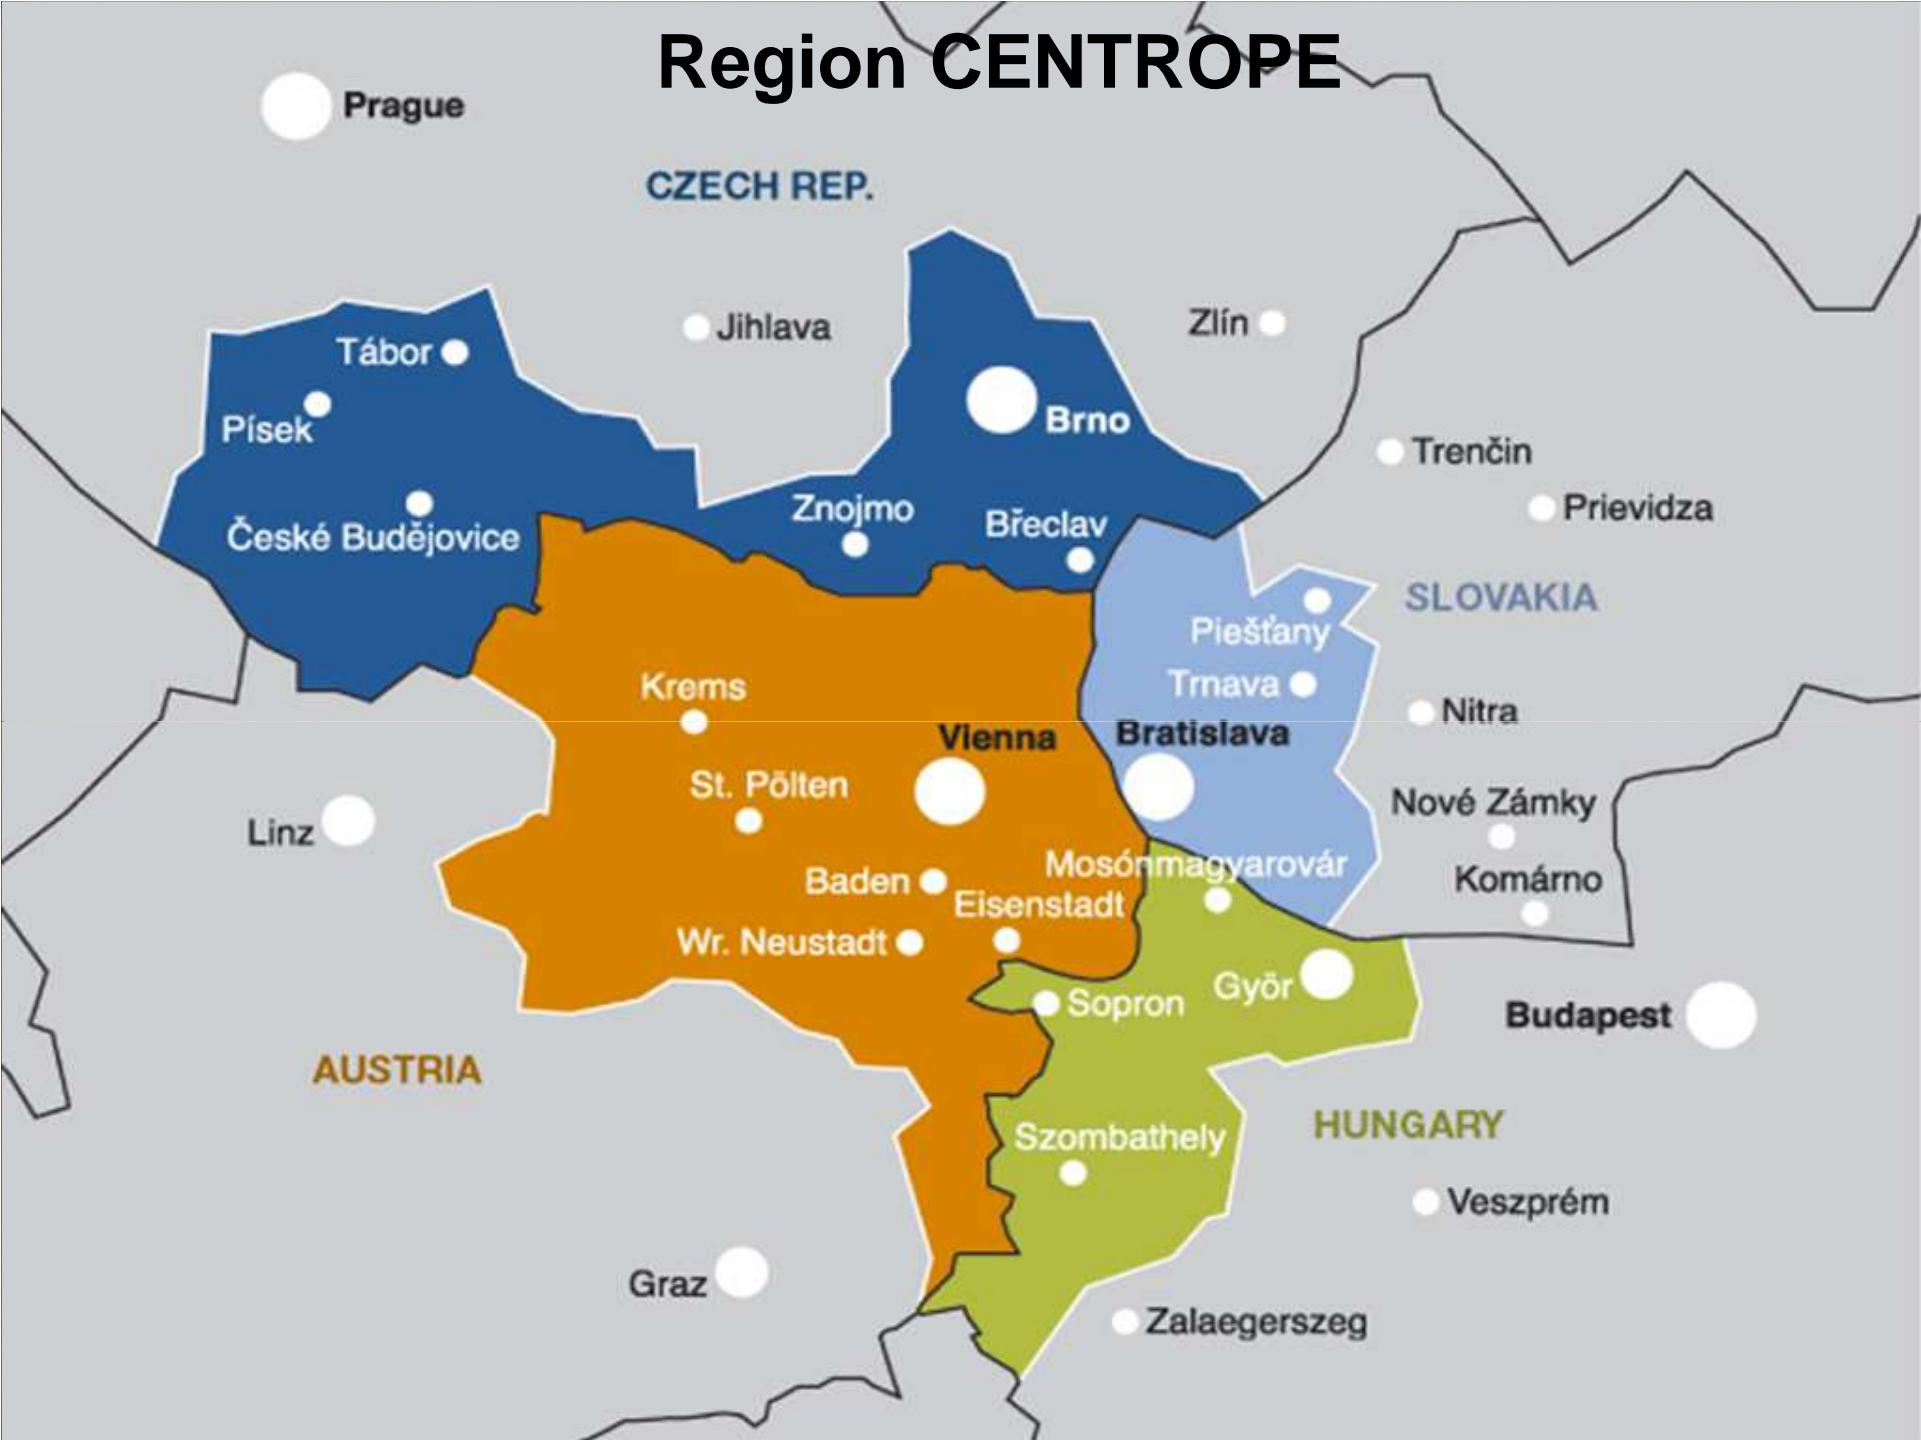 Region CENTROPE
Prague
CZECH REP.
Jihlava
Zlín
Tábor
Písek
Brno
Trenčin
Prievidza
České Budějovice
Znojmo
Břeclav
SLOVAKIA
Piešťany
Trnava
Krems
Nitra
Vienna
Bratislava
St. Pölten
Nové Zámky
Linz
Mosónmagyarovár
Baden
Komárno
Eisenstadt
Wr. Neustadt
Györ
Sopron
Budapest
AUSTRIA
HUNGARY
Szombathely
Veszprém
Graz
Zalaegerszeg